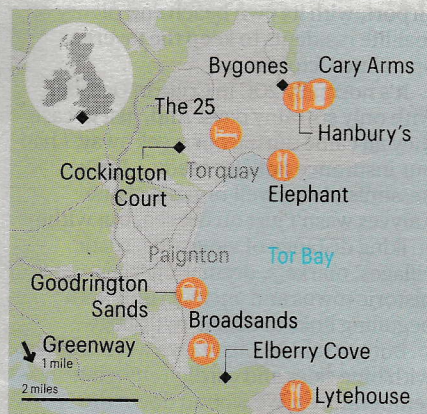 Bygones
Cary Arms
The 25
Hanbury's
Cockington
Court
Torquay
Elephant
Paignton
Tor Bay
Goodrington
Sands
Broadsands
Greenway
1 mile
Elberry Cove
2 miles
Lytehouse